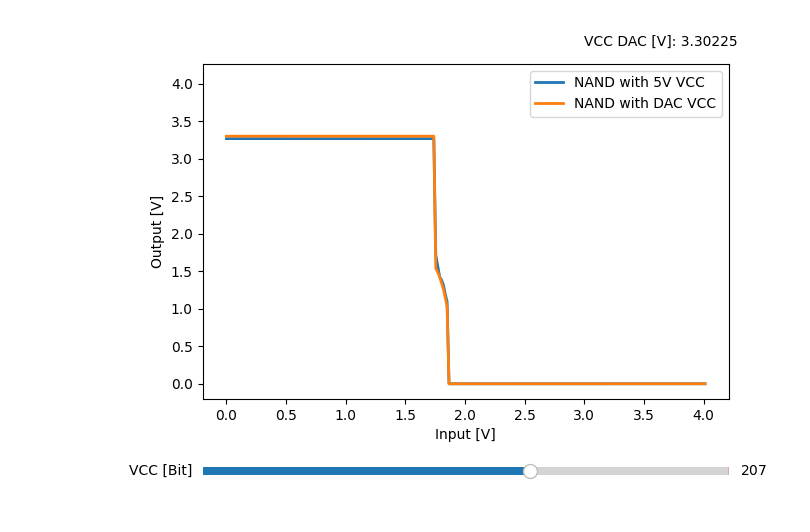 VCC DAC [V]: 3.30225
NAND with 5V VCC
NAND with DAC VCC
Output [V]
4.0
3.5
3.0
2.5
2.0
1.5
1.0
0.5
0.0
0.0 0.5 1.0 1.5 2.0 2.5 3.0 3.5 4.0
Input [V]
VCC [Bit] 207